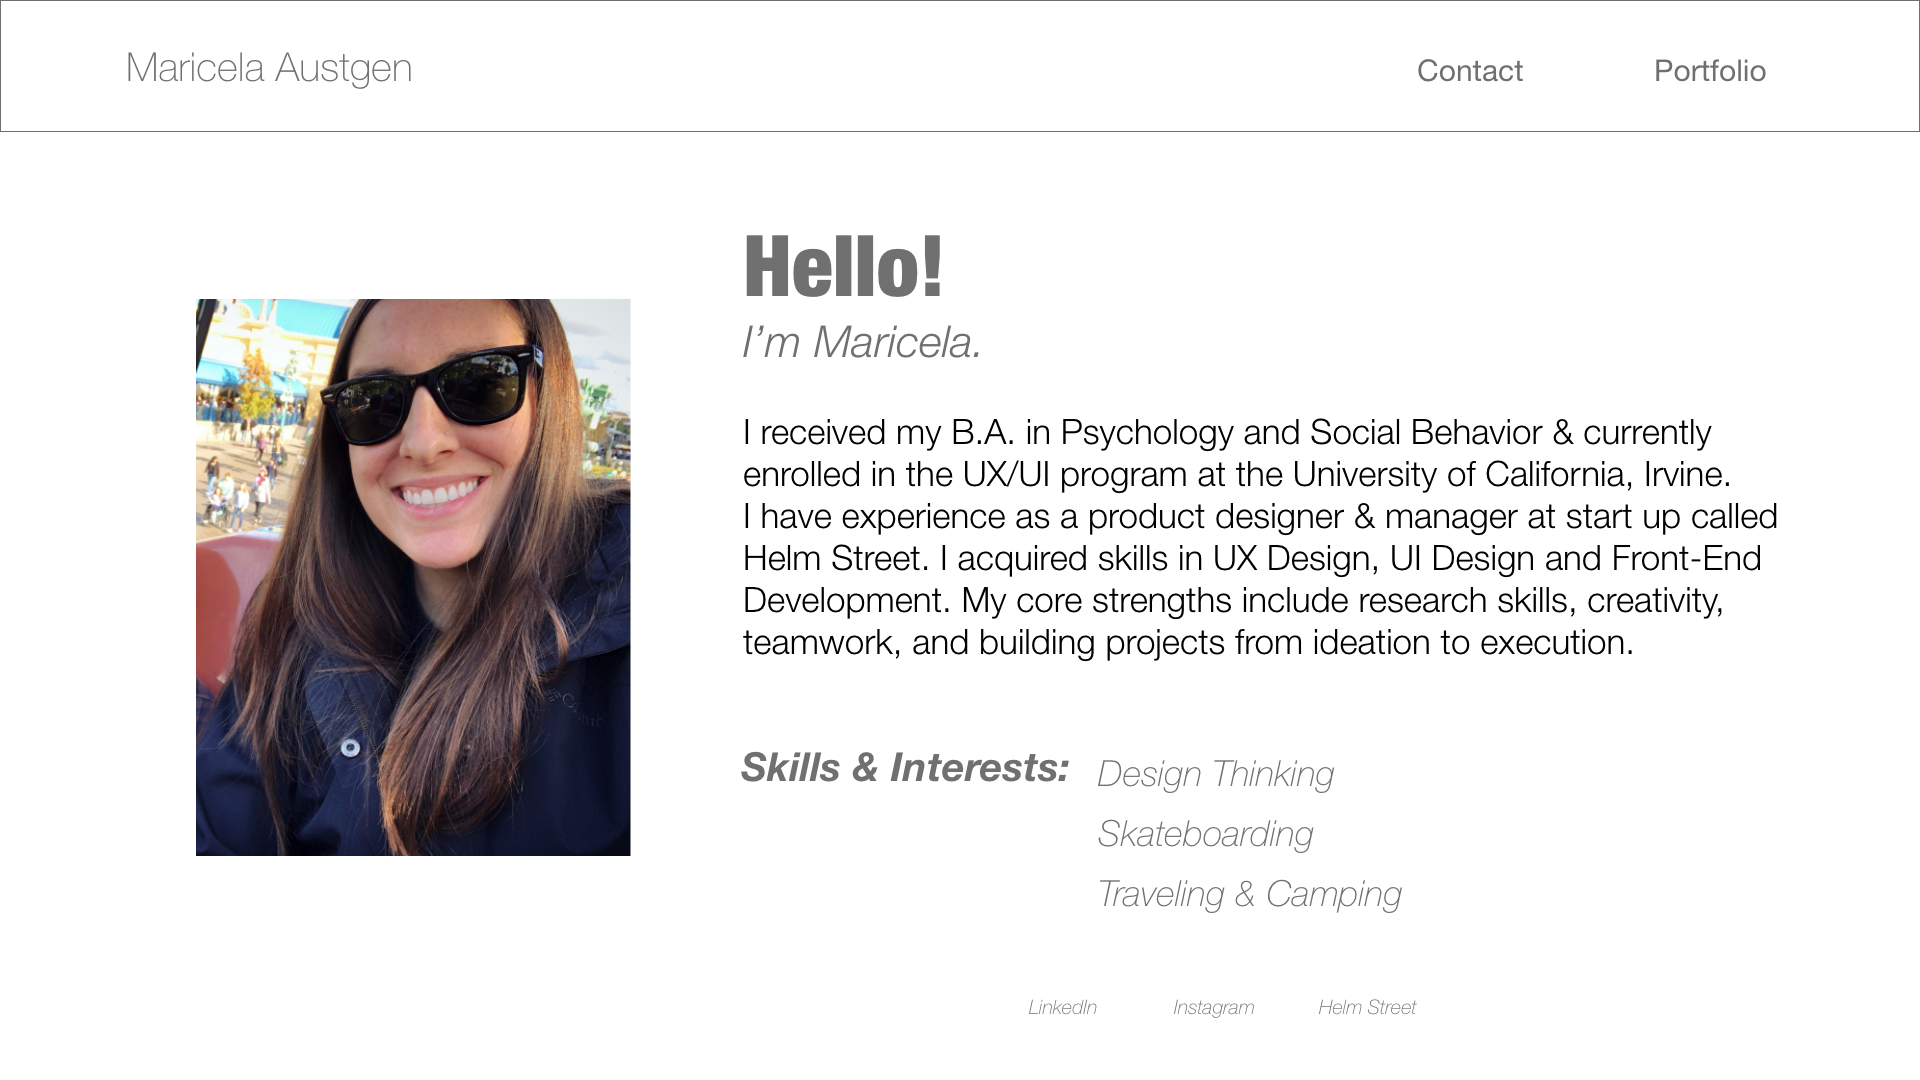 Maricela Austgen
Contact
Portfolio
Hello!
I’m Maricela.
I received my B.A. in Psychology and Social Behavior & currently
enrolled in the UX/UI program at the University of California, Irvine.
I have experience as a product designer & manager at start up called
Helm Street. I acquired skills in UX Design, UI Design and Front-End
Development. My core strengths include research skills, creativity,
teamwork, and building projects from ideation to execution.
Skills & Interests:
Design Thinking
Skateboarding
Traveling & Camping
LinkedIn
Instagram
Helm Street